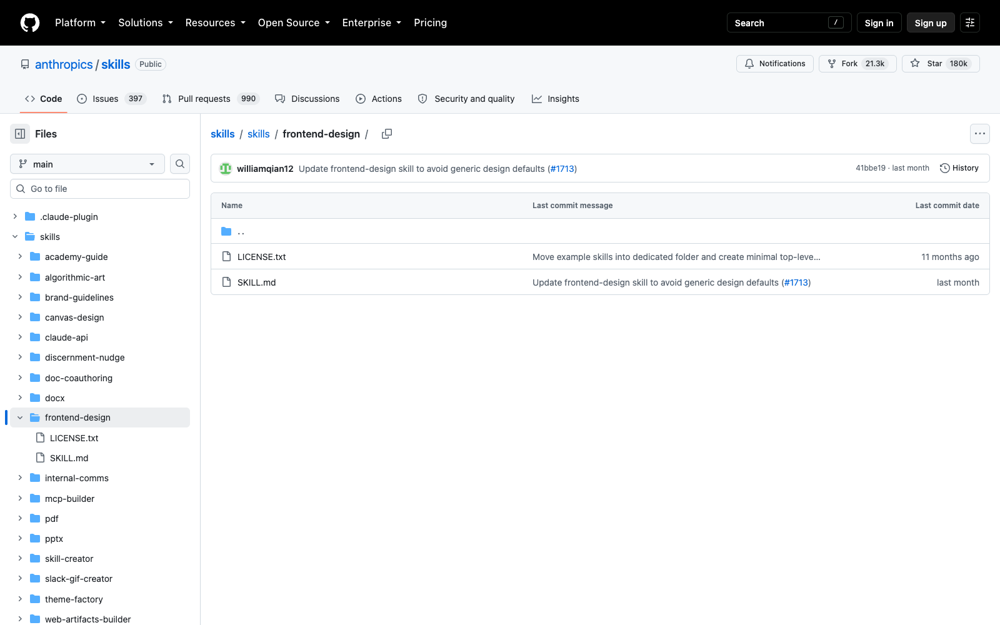 Platform Solutions Resources Open Source Enterprise Pricing Search / Sign in Sign up
anthropics / skills Public Notifications Fork 21.3k Star 180k
Code Issues 397 Pull requests 990 Discussions Actions Security and quality Insights
Files
main
Go to file
.claude-plugin
skills
academy-guide
algorithmic-art
brand-guidelines
canvas-design
claude-api
discernment-nudge
doc-coauthoring
docx
frontend-design
LICENSE.txt
SKILL.md
internal-comms
mcp-builder
pdf
pptx
skill-creator
slack-gif-creator
theme-factory
web-artifacts-builder
skills / skills / frontend-design /
williamqian12 Update frontend-design skill to avoid generic design defaults (#1713) 41bbe19 · last month History
Name Last commit message Last commit date
..
LICENSE.txt Move example skills into dedicated folder and create minimal top-leve... 11 months ago
SKILL.md Update frontend-design skill to avoid generic design defaults (#1713) last month